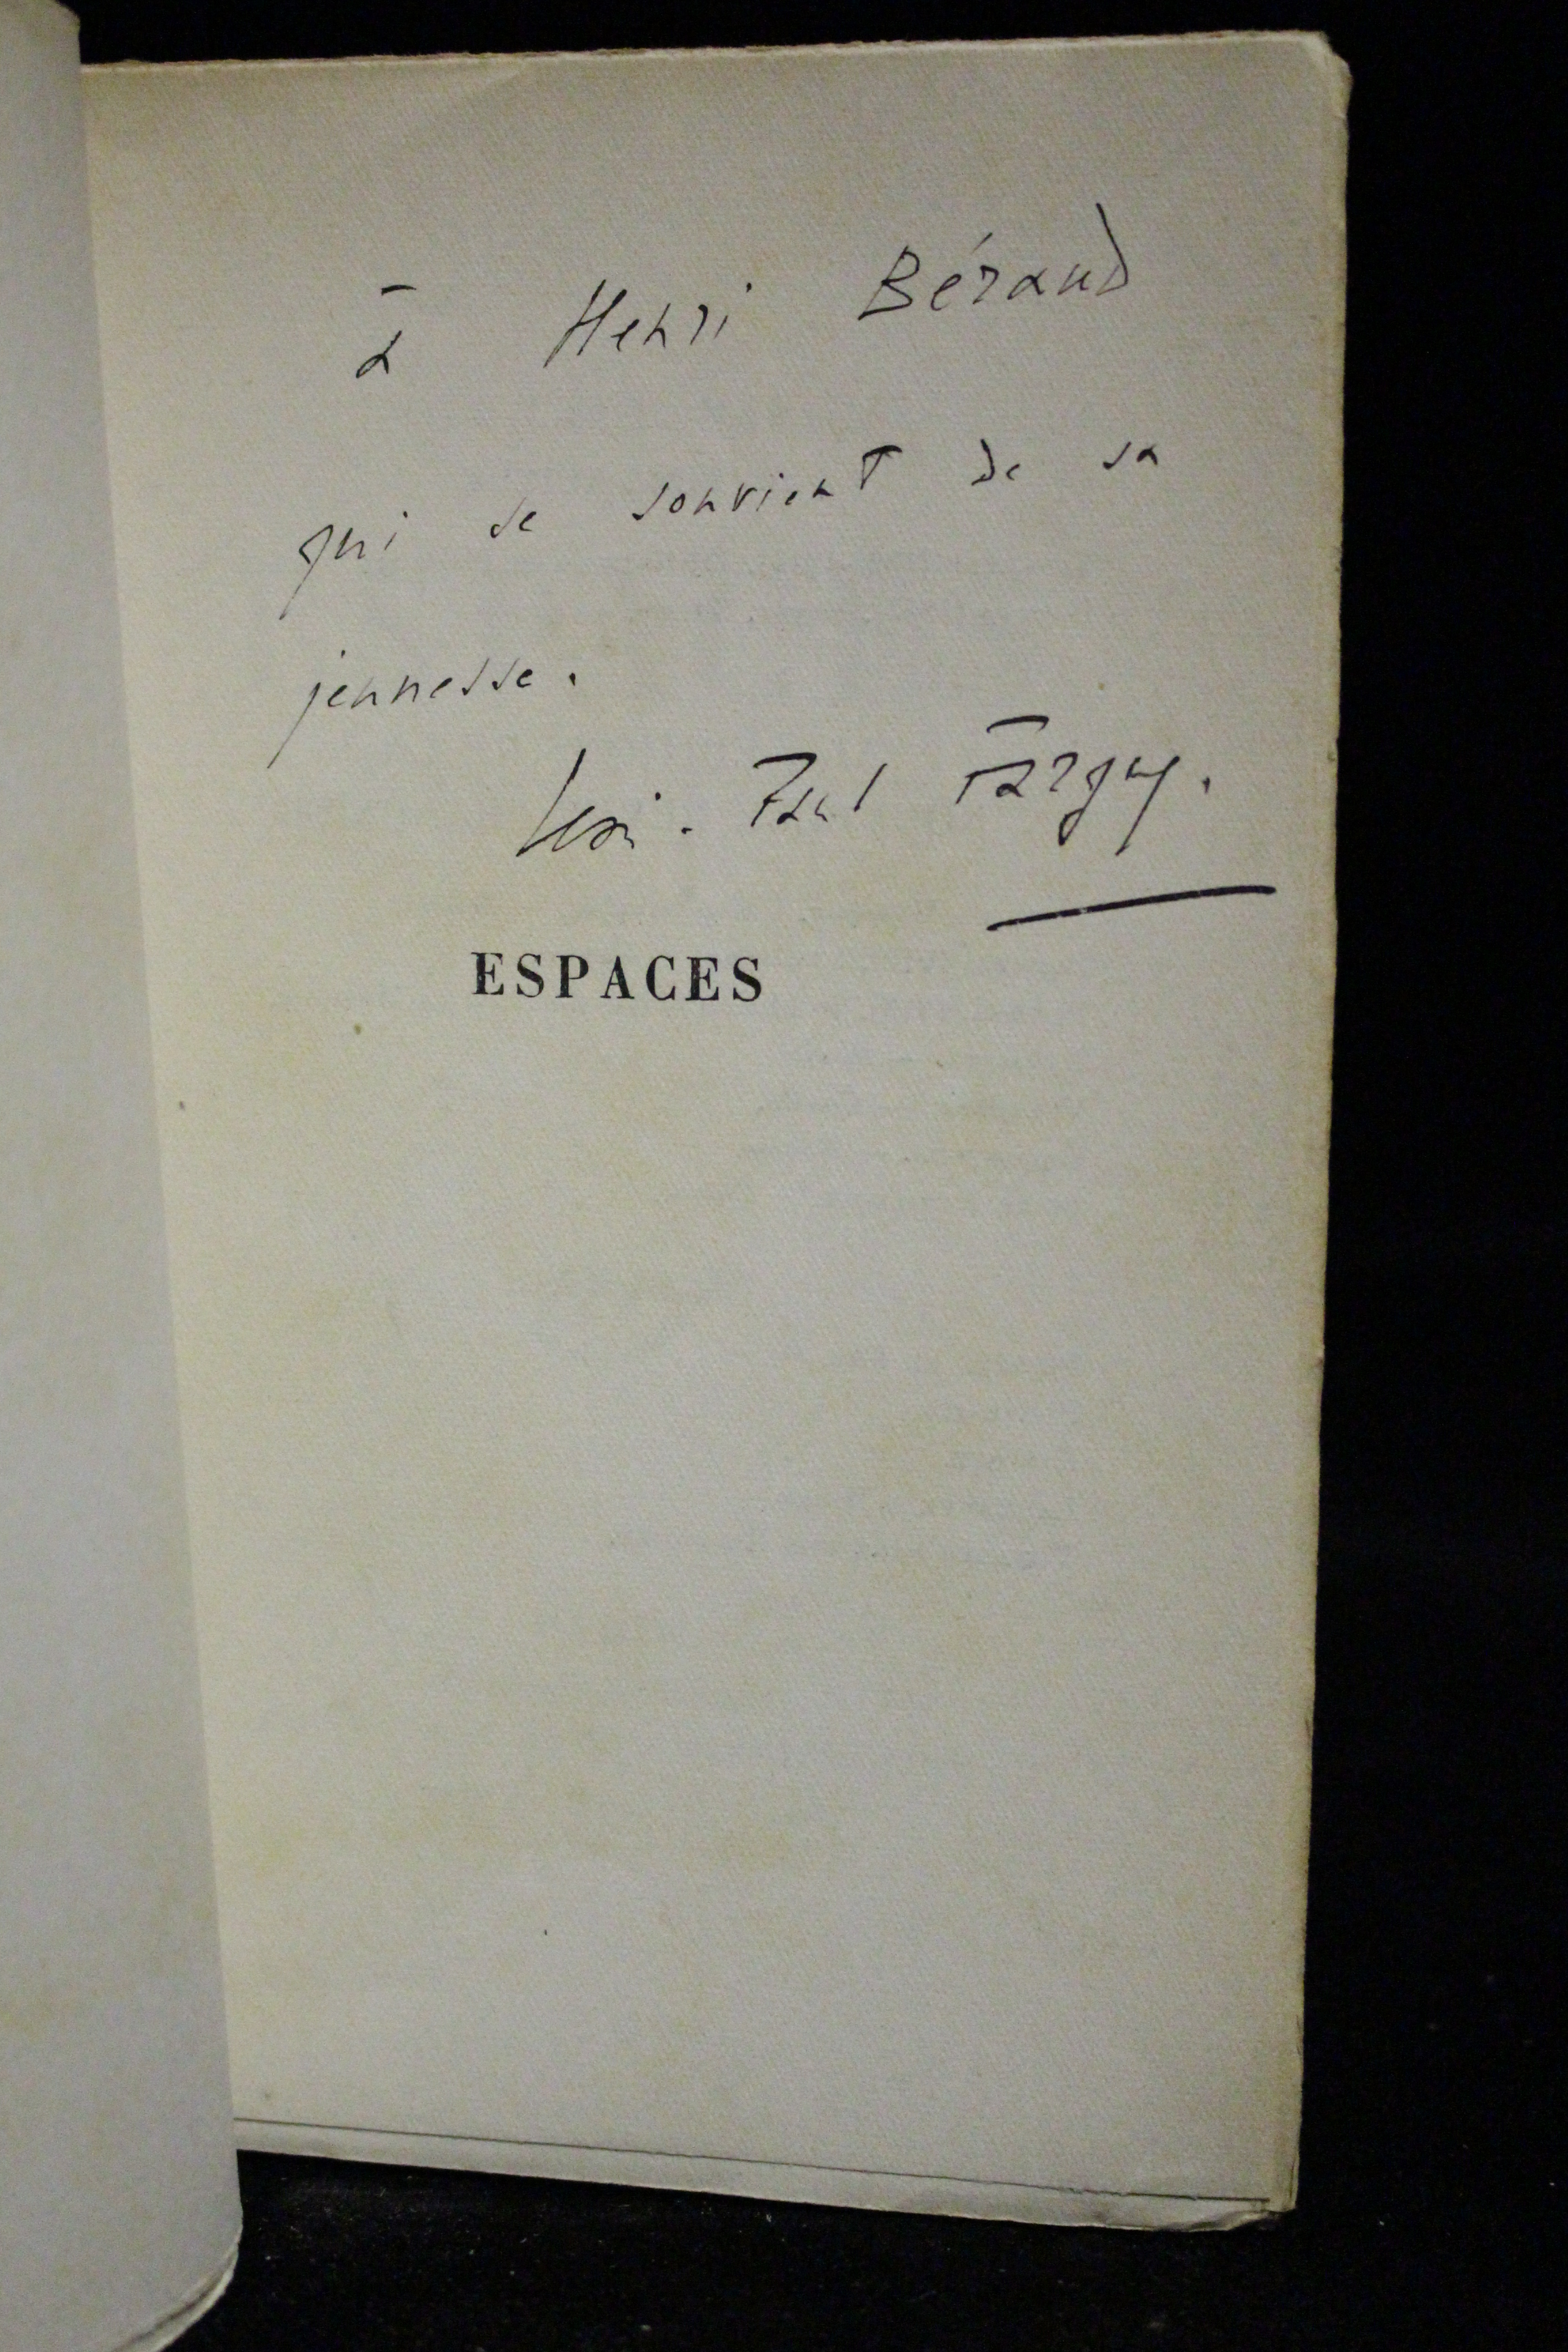 à Henri Béraud
qui se souvient de sa
jeunesse.
Léon-Paul Fargue.
ESPACES